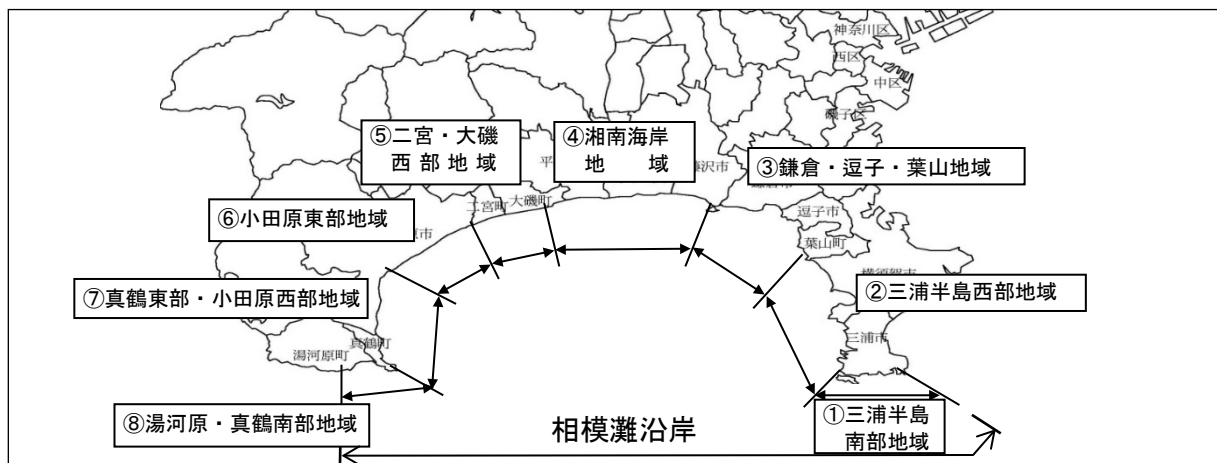 神奈川区
西区
中区
磯子区
⑤二宮・大磯
西部地域
④湘南海岸
地域
③鎌倉・逗子・葉山地域
二宮町
大磯町
逗子市
葉山町
⑥小田原東部地域
⑦真鶴東部・小田原西部地域
②三浦半島西部地域
三浦市
真鶴町
湯河原町
⑧湯河原・真鶴南部地域
相模灘沿岸
①三浦半島
南部地域